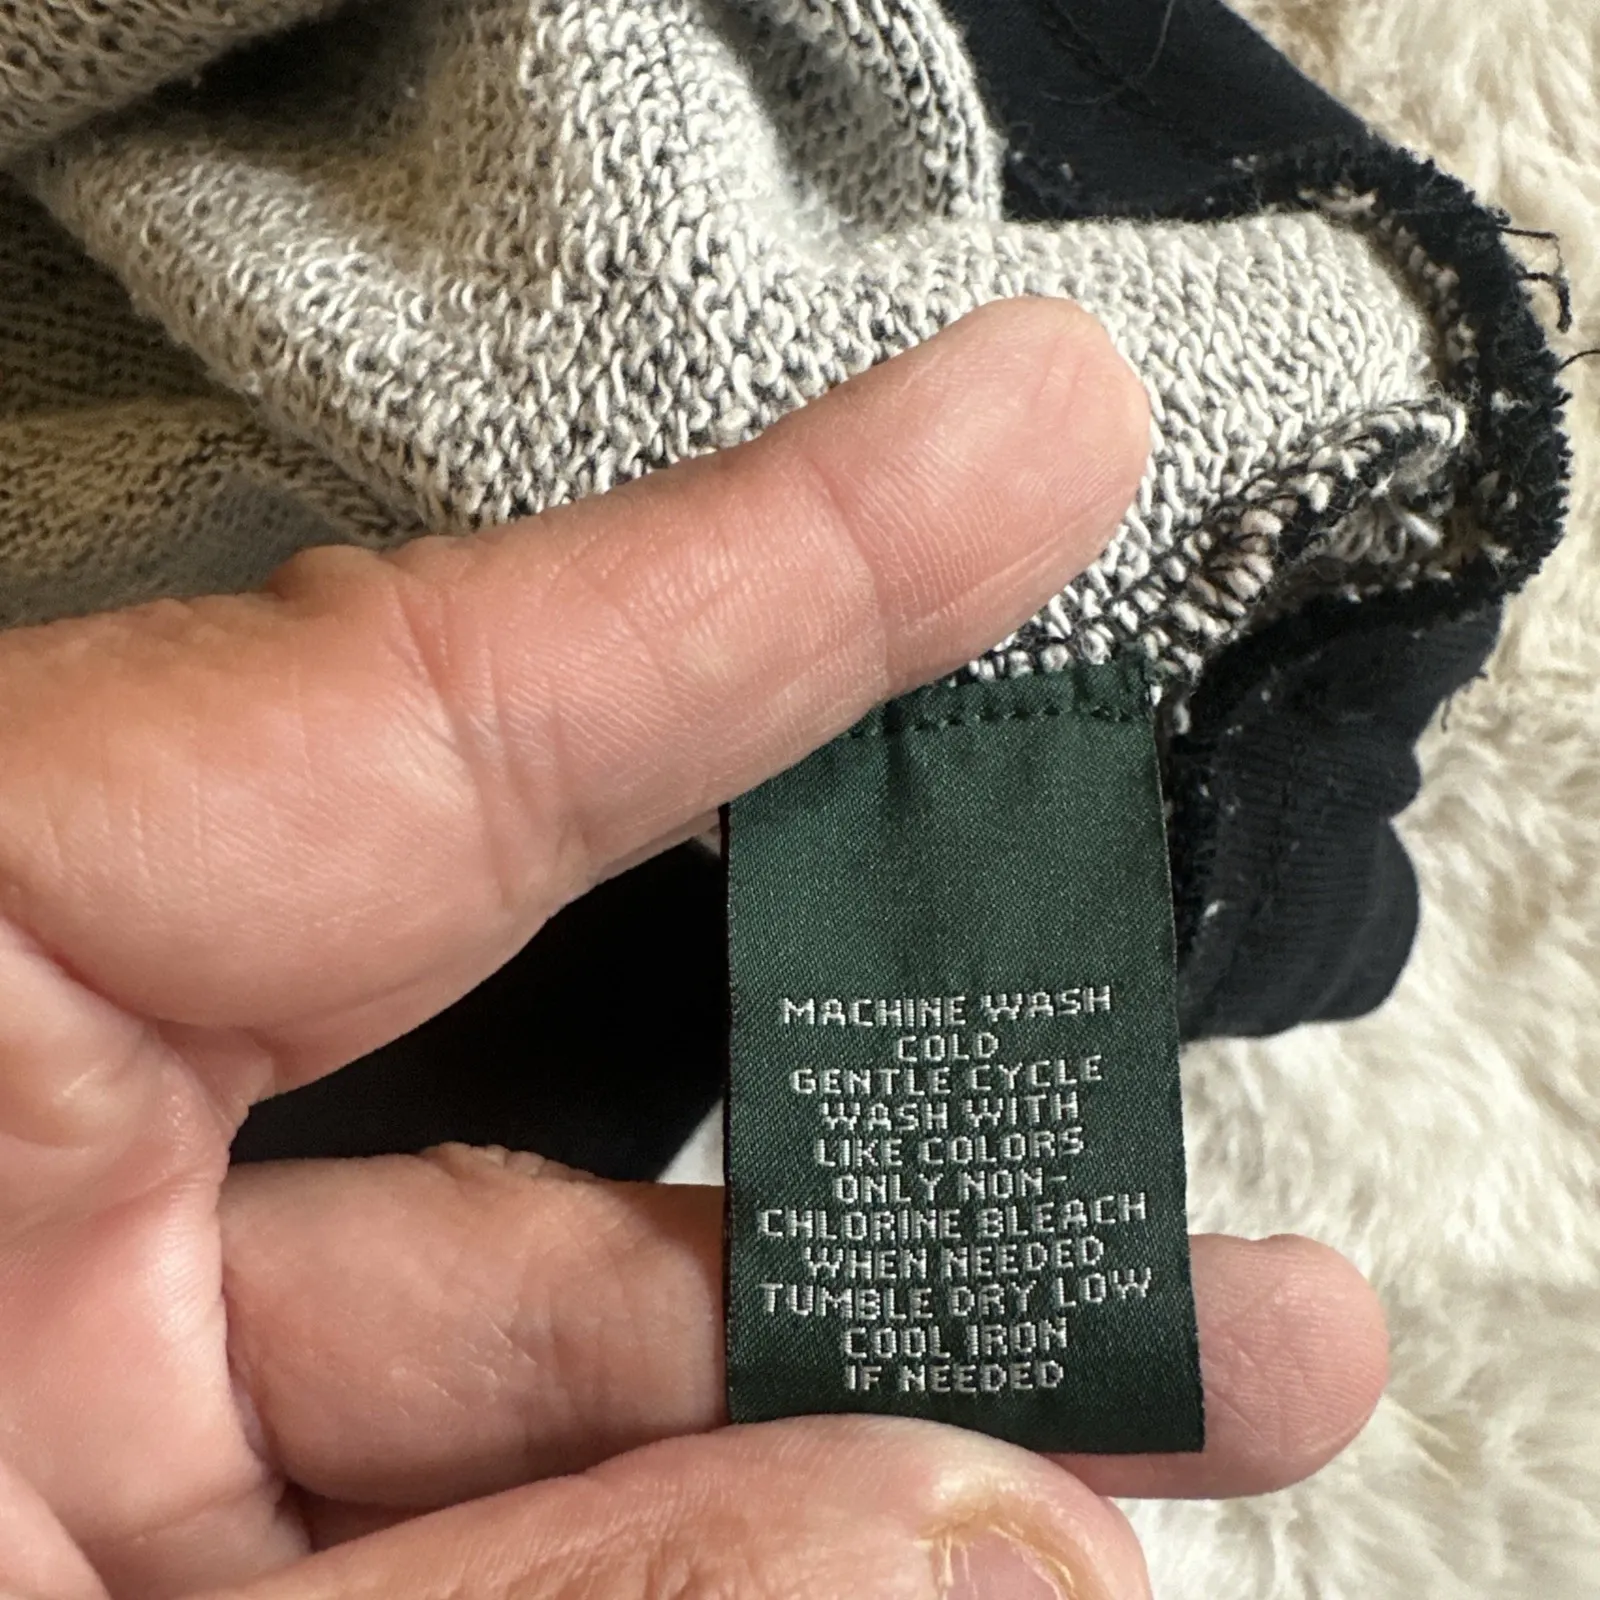 MACHINE WASH
COLD
GENTLE CYCLE
WASH WITH
LIKE COLORS
ONLY NON-
CHLORINE BLEACH
WHEN NEEDED
TUMBLE DRY LOW
COOL IRON
IF NEEDED